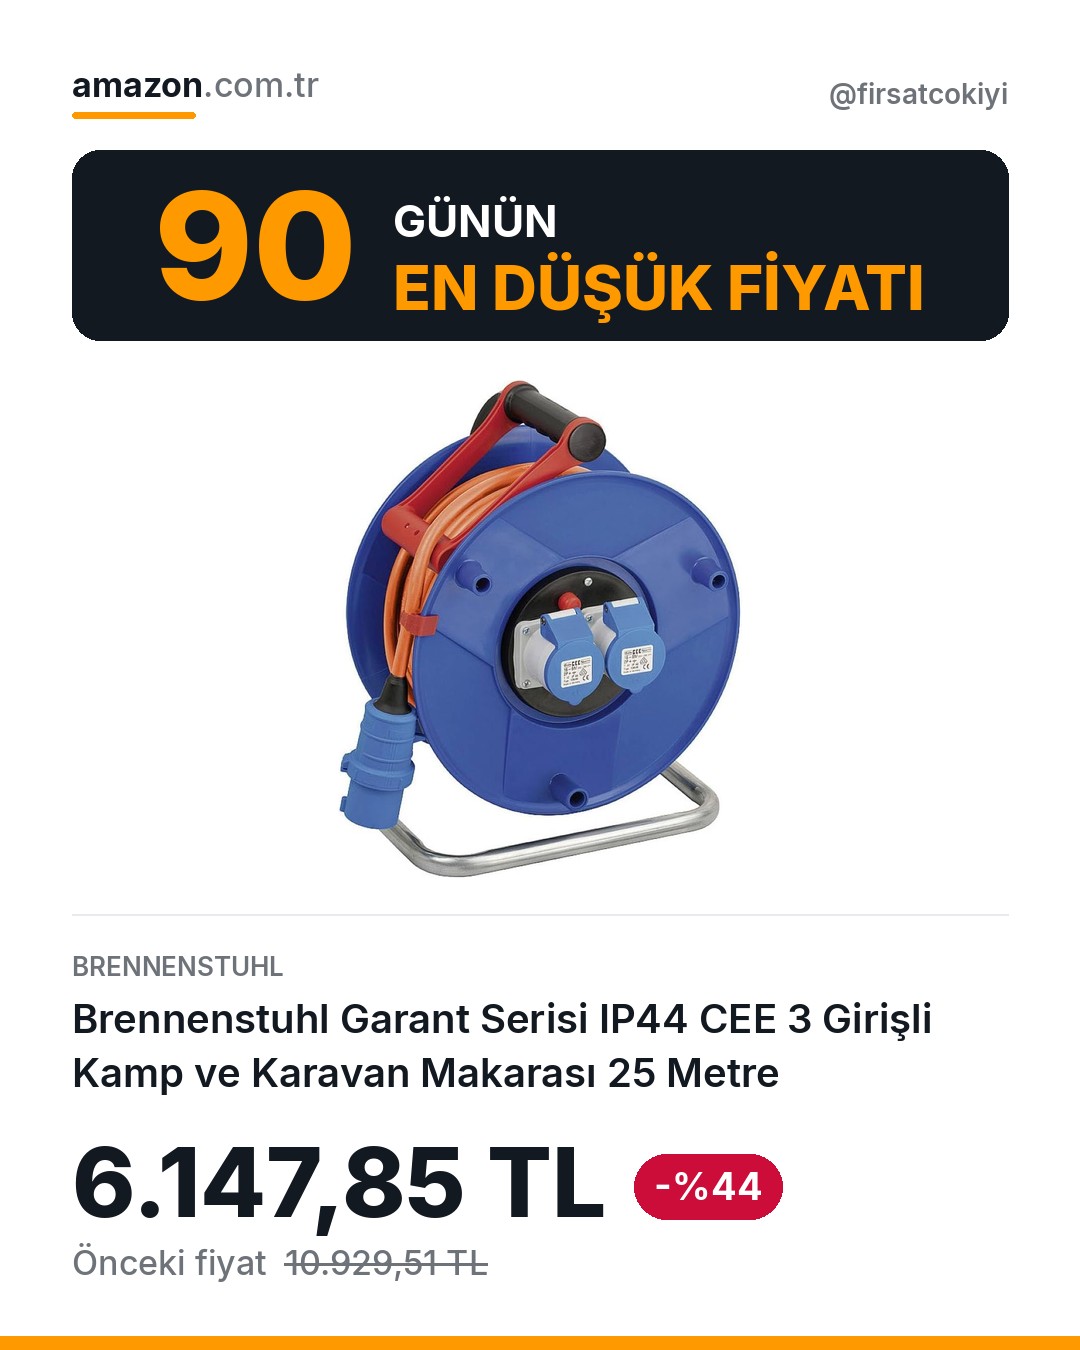 amazon.com.tr
@firsatcokiyi
90
GÜNÜN
EN DÜŞÜK FİYATI
BRENNENSTUHL
Brennenstuhl Garant Serisi IP44 CEE 3 Girişli
Kamp ve Karavan Makarası 25 Metre
6.147,85 TL
-%44
Önceki fiyat 10.929,51 TL